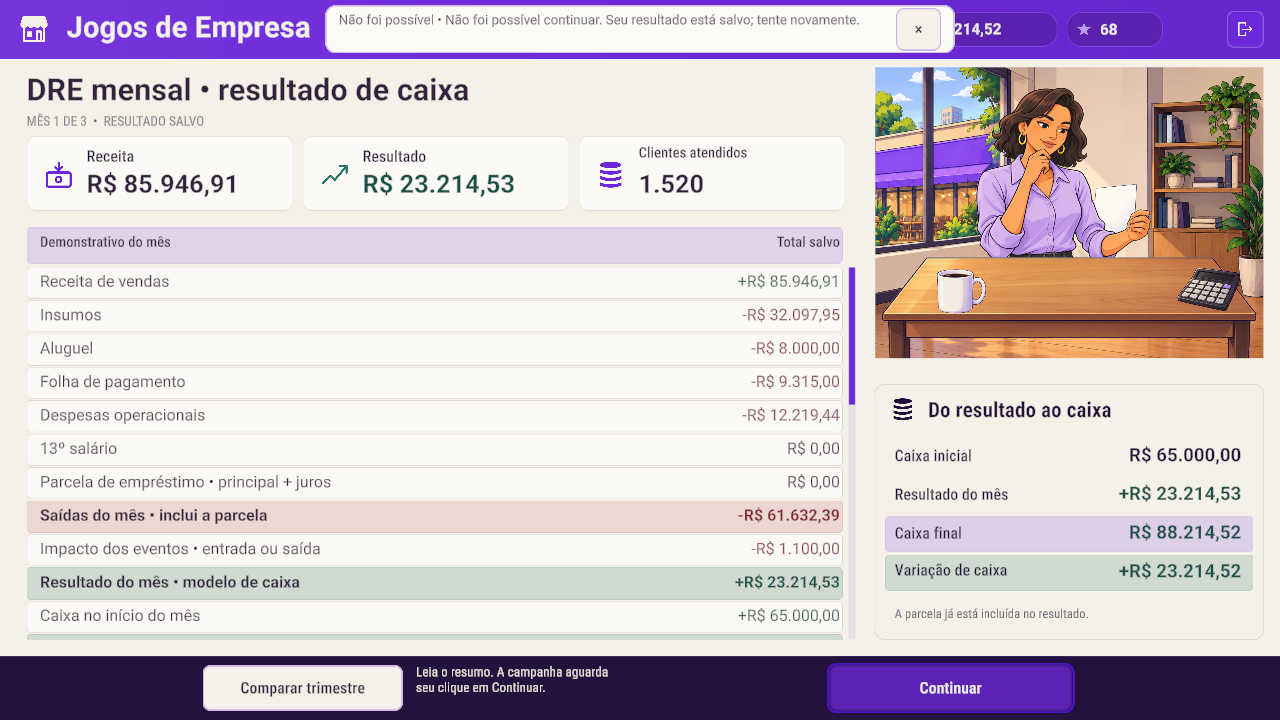 Jogos de Empresa
Não foi possível • Não foi possível continuar. Seu resultado está salvo; tente novamente.
×
214,52
68
DRE mensal • resultado de caixa
MÊS 1 DE 3 • RESULTADO SALVO
Receita
R$ 85.946,91
Resultado
R$ 23.214,53
Clientes atendidos
1.520
Demonstrativo do mês Total salvo
Receita de vendas +R$ 85.946,91
Insumos -R$ 32.097,95
Aluguel -R$ 8.000,00
Folha de pagamento -R$ 9.315,00
Despesas operacionais -R$ 12.219,44
13º salário R$ 0,00
Parcela de empréstimo • principal + juros R$ 0,00
Saídas do mês • inclui a parcela -R$ 61.632,39
Impacto dos eventos • entrada ou saída -R$ 1.100,00
Resultado do mês • modelo de caixa +R$ 23.214,53
Caixa no início do mês +R$ 65.000,00
Do resultado ao caixa
Caixa inicial R$ 65.000,00
Resultado do mês +R$ 23.214,53
Caixa final R$ 88.214,52
Variação de caixa +R$ 23.214,52
A parcela já está incluída no resultado.
Comparar trimestre
Leia o resumo. A campanha aguarda
seu clique em Continuar.
Continuar